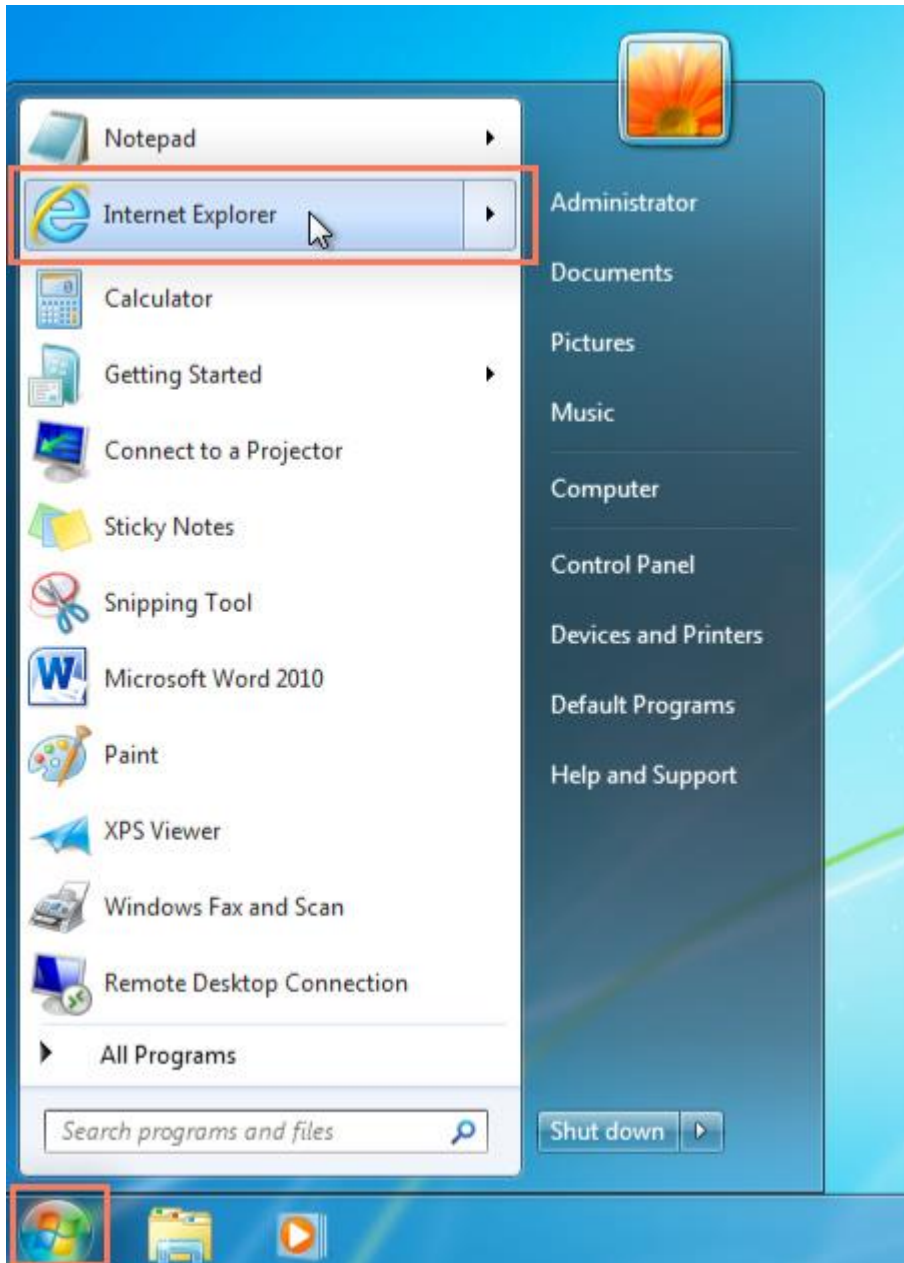 Notepad
Internet Explorer
Calculator
Getting Started
Connect to a Projector
Sticky Notes
Snipping Tool
Microsoft Word 2010
Paint
XPS Viewer
Windows Fax and Scan
Remote Desktop Connection
All Programs
Search programs and files
Administrator
Documents
Pictures
Music
Computer
Control Panel
Devices and Printers
Default Programs
Help and Support
Shut down